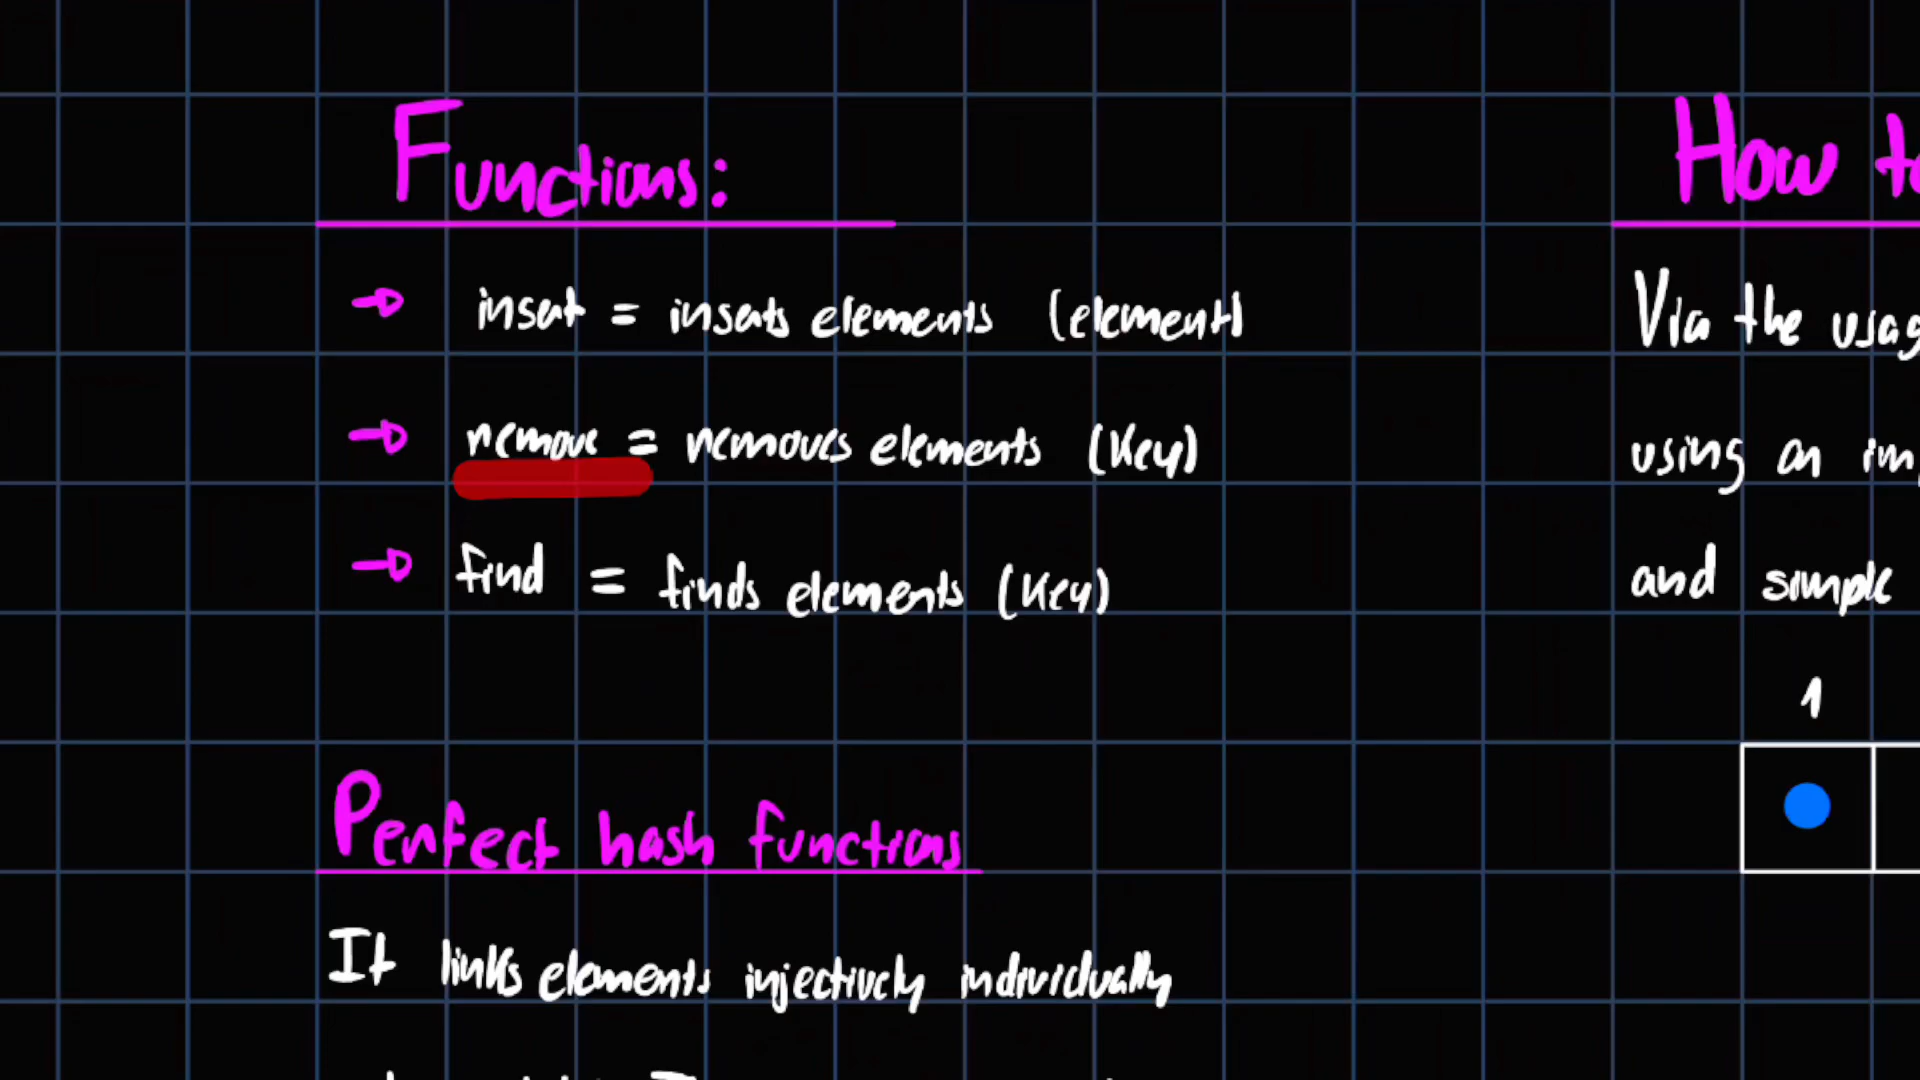 Functions:
→ insert = inserts elements (element)
→ remove = removes elements (Key)
→ find = finds elements (Key)
Perfect hash functions
It links elements injectively individually
How to
Via the usag
using an im
and simple
1